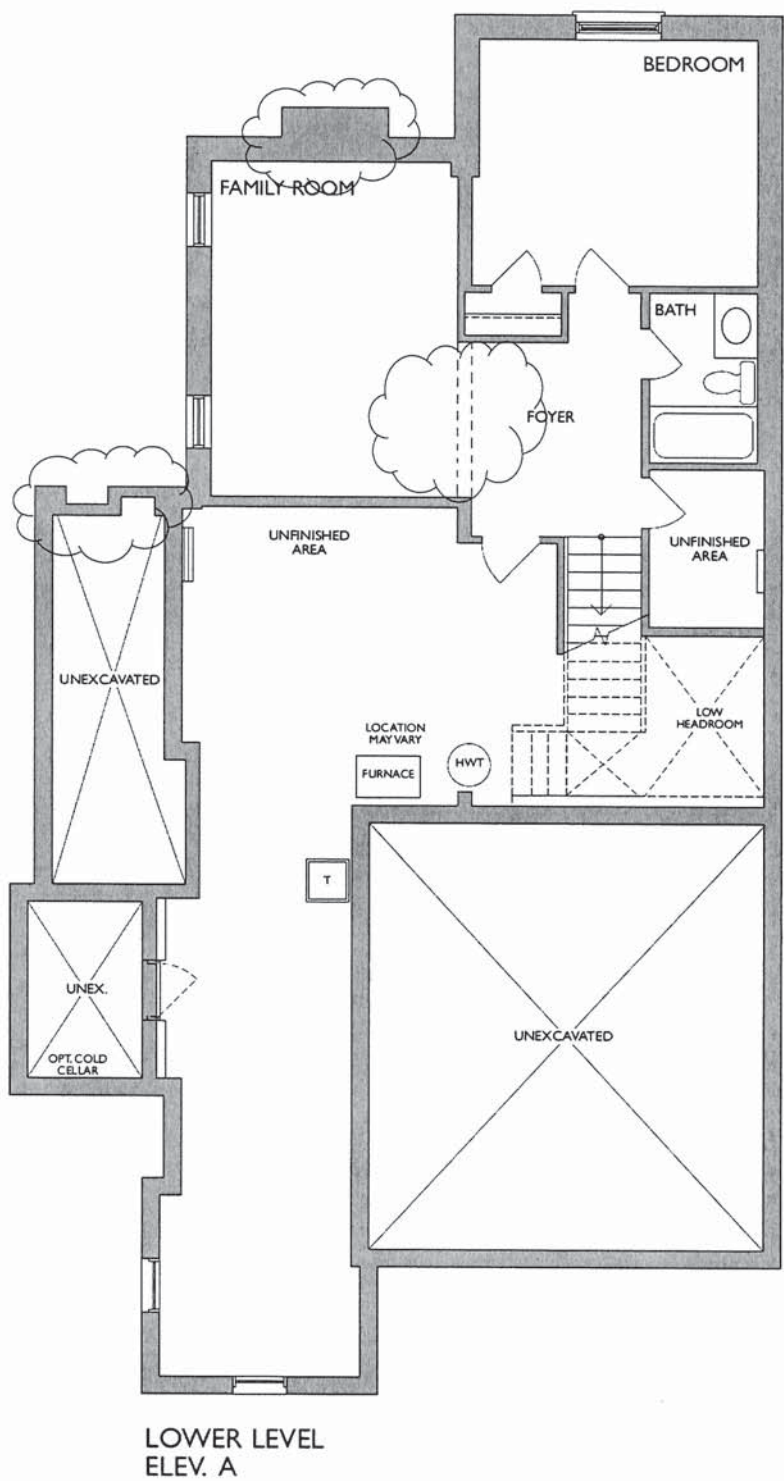 BEDROOM
FAMILY ROOM
BATH
FOYER
UNFINISHED
AREA
UNFINISHED
AREA
UNEXCAVATED
LOW
HEADROOM
LOCATION
MAY VARY
FURNACE
HWT
T
UNEX.
OPT. COLD
CELLAR
UNEXCAVATED
LOWER LEVEL
ELEV. A